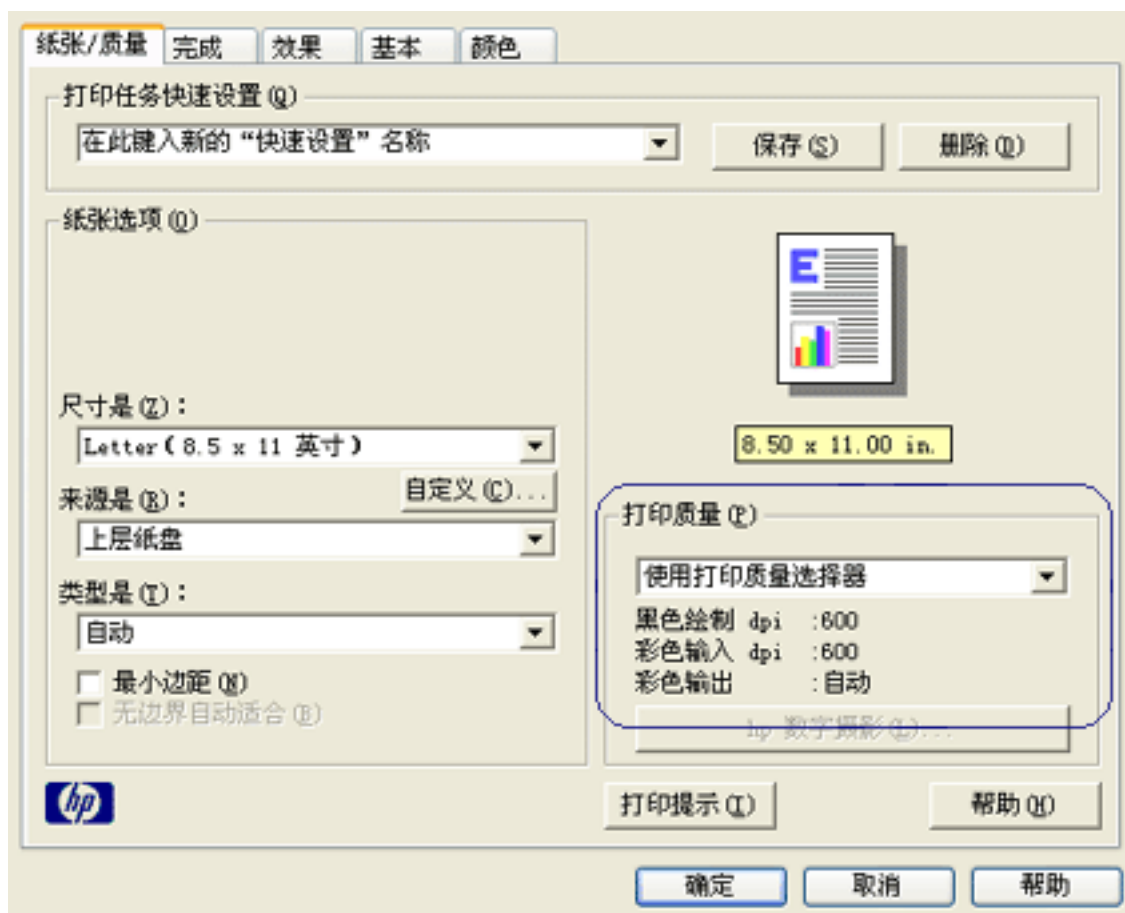 纸张/质量 完成 效果 基本 颜色
打印任务快速设置(Q)
在此键入新的“快速设置”名称
保存(S) 删除(D)
纸张选项(O)
E
8.50 x 11.00 in.
尺寸是(Z):
Letter(8.5 x 11 英寸)
自定义(C)...
来源是(R):
上层纸盘
类型是(T):
自动
最小边距(M)
无边界自动适合(B)
打印质量(P)
使用打印质量选择器
黑色绘制 dpi :600
彩色输入 dpi :600
彩色输出 :自动
hp 数字摄影(L)...
hp
打印提示(I) 帮助(H)
确定 取消 帮助